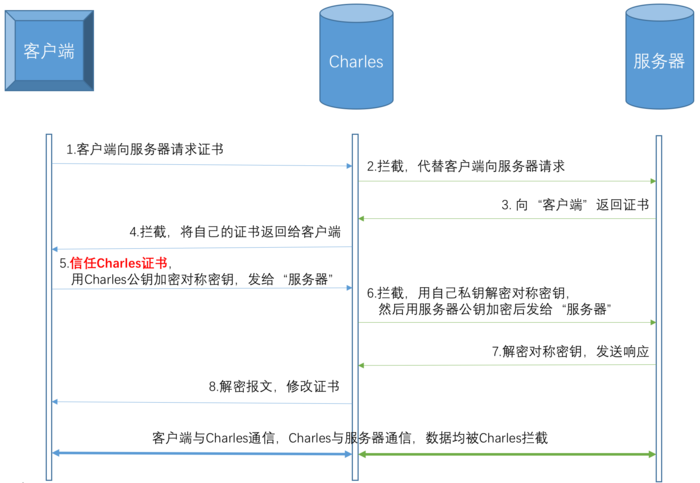 客户端
Charles
服务器
1.客户端向服务器请求证书
2.拦截，代替客户端向服务器请求
3. 向“客户端”返回证书
4.拦截，将自己的证书返回给客户端
5.信任Charles证书，
用Charles公钥加密对称密钥，发给“服务器”
6.拦截，用自己私钥解密对称密钥，
然后用服务器公钥加密后发给“服务器”
7.解密对称密钥，发送响应
8.解密报文，修改证书
客户端与Charles通信，Charles与服务器通信，数据均被Charles拦截